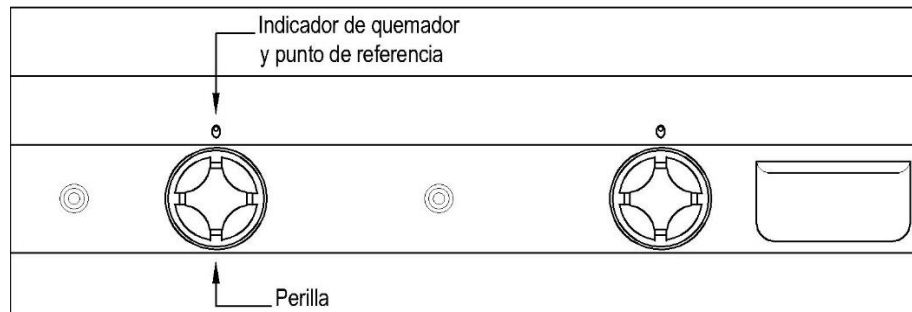 Indicador de quemador
y punto de referencia
Perilla